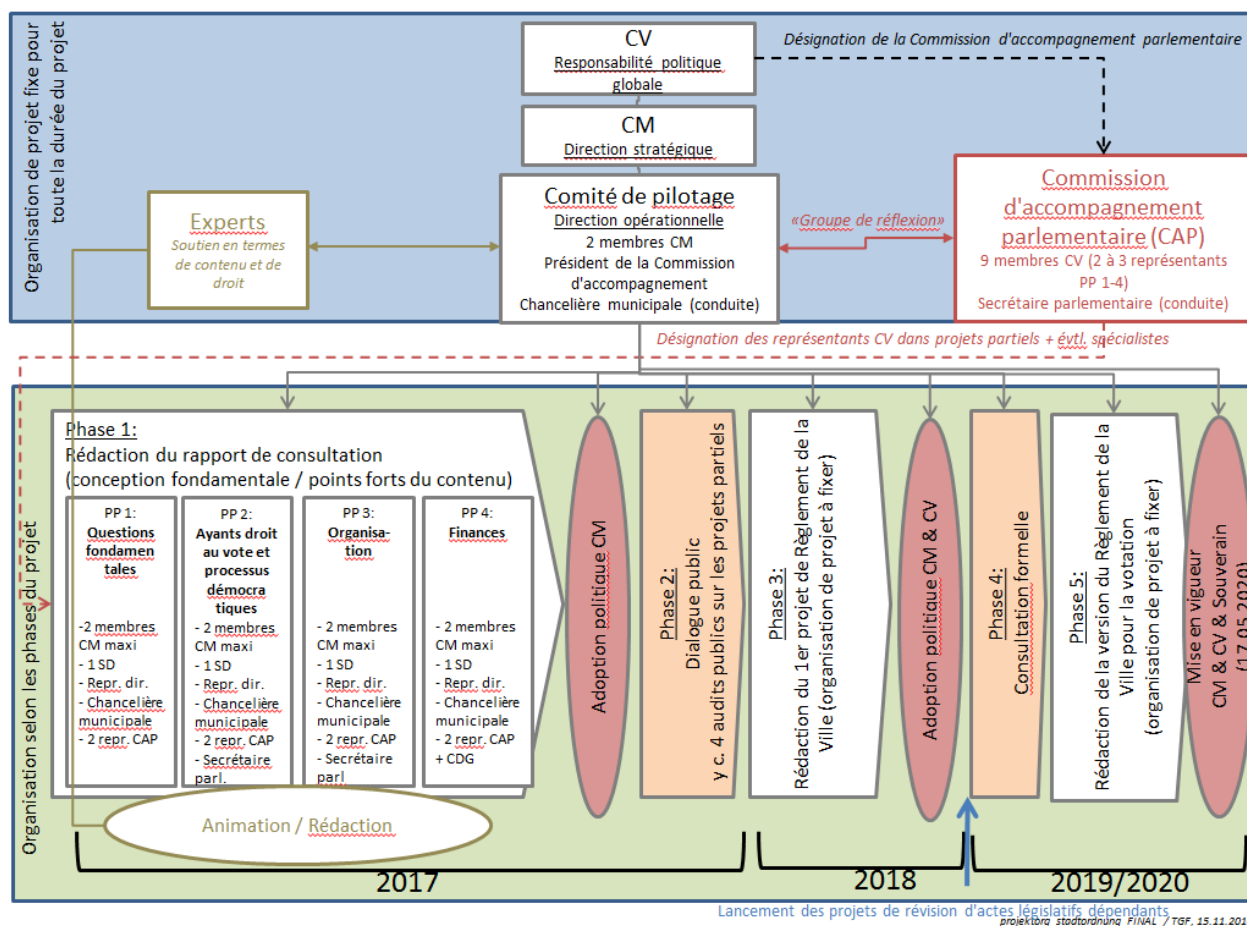 Organisation de projet fixe pour
toute la durée du projet
CV
Responsabilité politique
globale
Désignation de la Commission d'accompagnement parlementaire
CM
Direction stratégique
Comité de pilotage
Direction opérationnelle
2 membres CM
Président de la Commission
d'accompagnement
Chancelière municipale (conduite)
Experts
Soutien en termes
de contenu et de
droit
«Groupe de réflexion»
Commission
d'accompagnement
parlementaire (CAP)
9 membres CV (2 à 3 représentants
PP 1-4)
Secrétaire parlementaire (conduite)
Désignation des représentants CV dans projets partiels + évtl. spécialistes
Organisation selon les phases du projet
Phase 1:
Rédaction du rapport de consultation
(conception fondamentale / points forts du contenu)
PP 1:
Questions
fondamen
tales
-2 membres
CM maxi
- 1 SD
- Repr. dir.
- Chancelière
municipale
- 2 repr. CAP
PP 2:
Ayants droit
au vote et
processus
démocra
tiques
- 2 membres
CM maxi
- 1 SD
- Repr. dir.
- Chancelière
municipale
- 2 repr. CAP
- Secrétaire
parl.
PP 3:
Organisa-
tion
- 2 membres
CM maxi
- 1 SD
- Repr. dir.
- Chancelière
municipale
- 2 repr. CAP
- Secrétaire
parl
PP 4:
Finances
- 2 membres
CM maxi
- 1 SD
- Repr. dir.
- Chancelière
municipale
- 2 repr. CAP
+ CDG
Animation / Rédaction
Adoption politique CM
Phase 2:
Dialogue public
y c. 4 audits publics sur les projets partiels
Phase 3:
Rédaction du 1er projet de Règlement de la
Ville (organisation de projet à fixer)
Adoption politique CM & CV
Phase 4:
Consultation formelle
Phase 5:
Rédaction de la version du Règlement de la
Ville pour la votation
(organisation de projet à fixer)
Mise en vigueur
CM & CV & Souverain
(17.05.2020)
2017
2018
2019/2020
Lancement des projets de révision d'actes législatifs dépendants
projektorg stadtordnung FINAL / TGF, 15.11.201